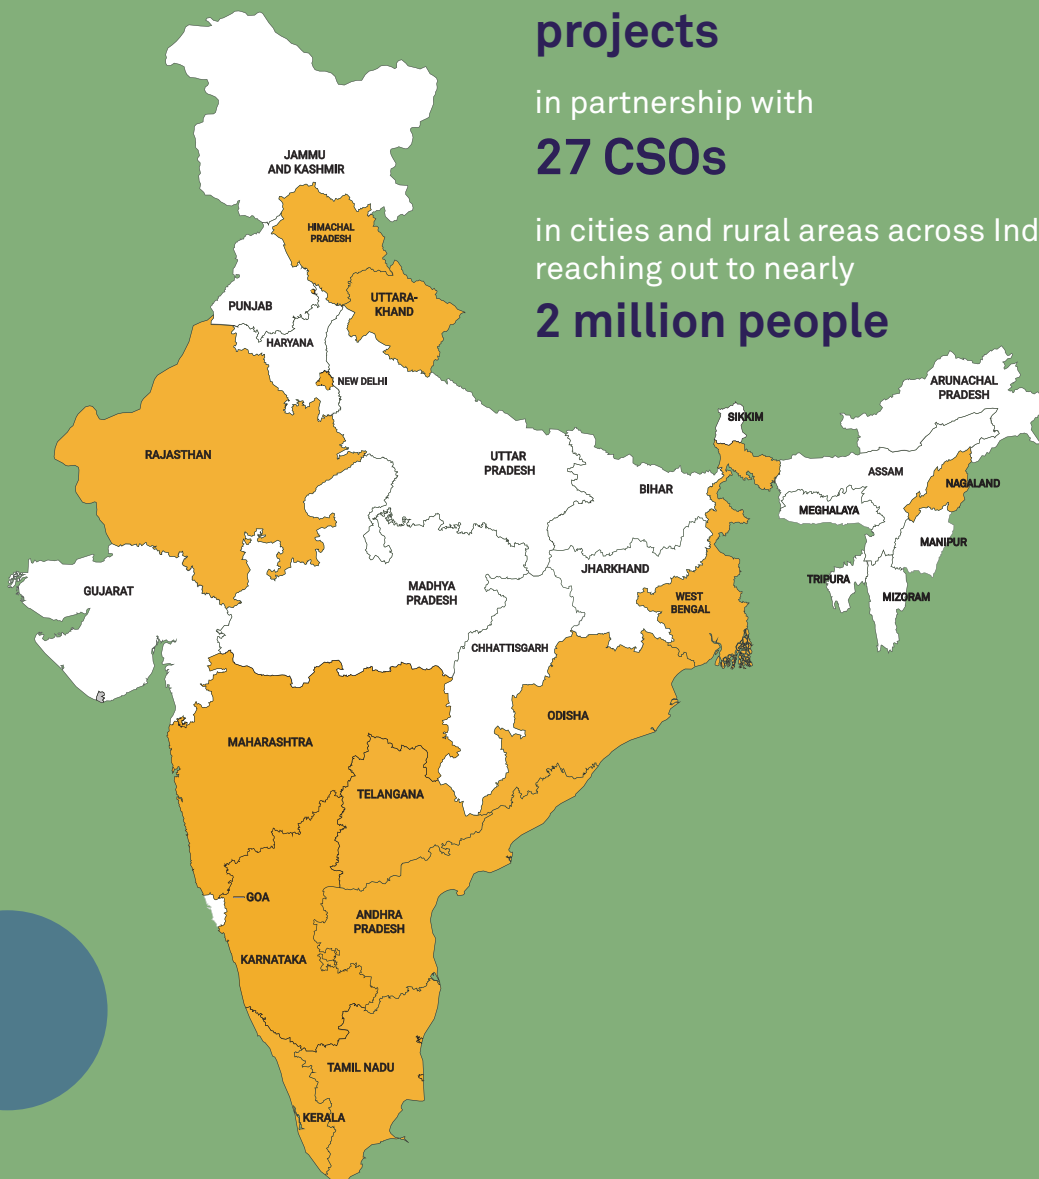 projects
in partnership with
27 CSOs
in cities and rural areas across Ind
reaching out to nearly
2 million people
JAMMU
AND KASHMIR
HIMACHAL
PRADESH
UTTARA-
KHAND
PUNJAB
HARYANA
NEW DELHI
ARUNACHAL
PRADESH
SIKKIM
RAJASTHAN
UTTAR
PRADESH
BIHAR
ASSAM
NAGALAND
MEGHALAYA
MANIPUR
TRIPURA
MIZORAM
GUJARAT
MADHYA
PRADESH
JHARKHAND
WEST
BENGAL
CHHATTISGARH
ODISHA
MAHARASHTRA
TELANGANA
GOA
ANDHRA
PRADESH
KARNATAKA
TAMIL NADU
KERALA